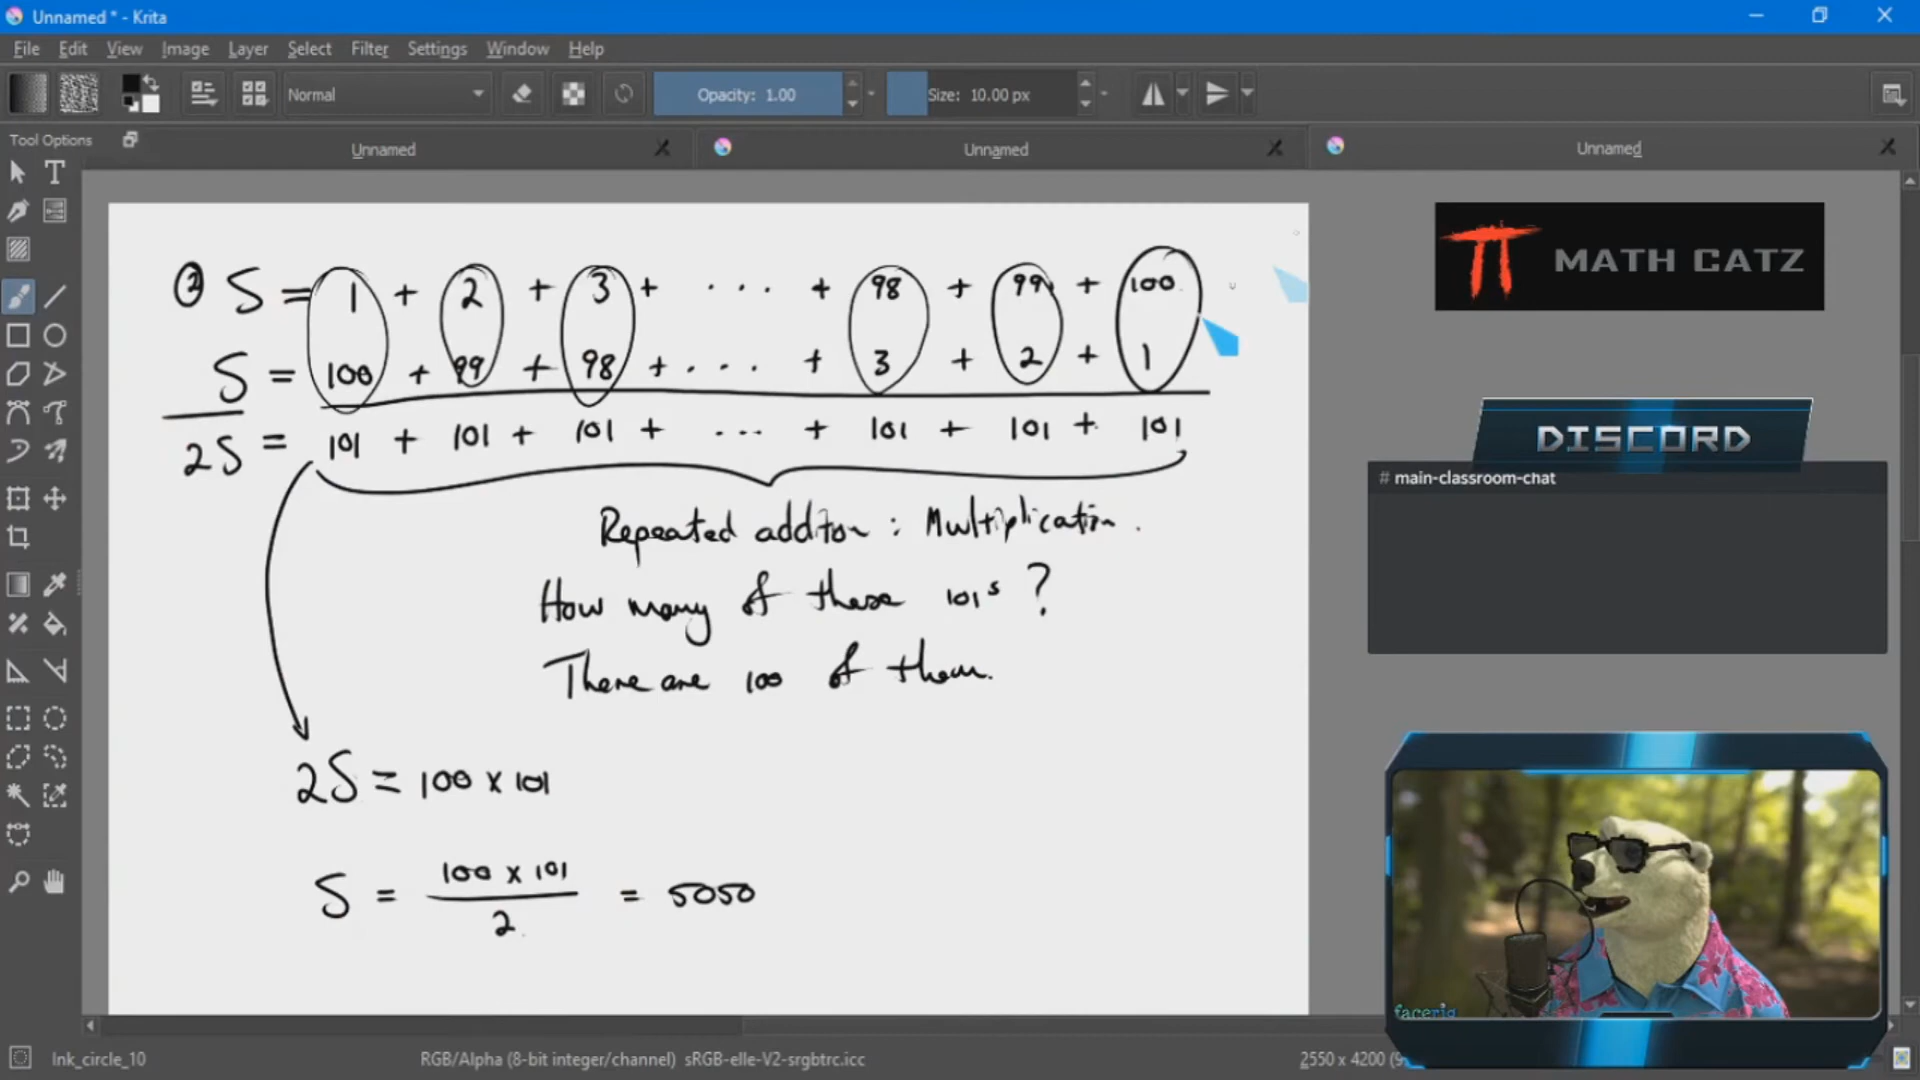 Unnamed * - Krita
File Edit View Image Layer Select Filter Settings Window Help
Normal
Opacity: 1.00
Size: 10.00 px
Tool Options
Unnamed
Unnamed
Unnamed
② S = 1 + 2 + 3 + . . . . + 98 + 99 + 100
S = 100 + 99 + 98 + . . . . + 3 + 2 + 1
2S = 101 + 101 + 101 + ... + 101 + 101 + 101
Repeated additon : Multiplication.
How many of these 101s ?
There are 100 of them.
2S = 100 x 101
S = 100 x 101 / 2 = 5050
π MATH CATZ
DISCORD
# main-classroom-chat
facerig
Ink_circle_10
RGB/Alpha (8-bit integer/channel) sRGB-elle-V2-srgbtrc.icc
2550 x 4200 (9